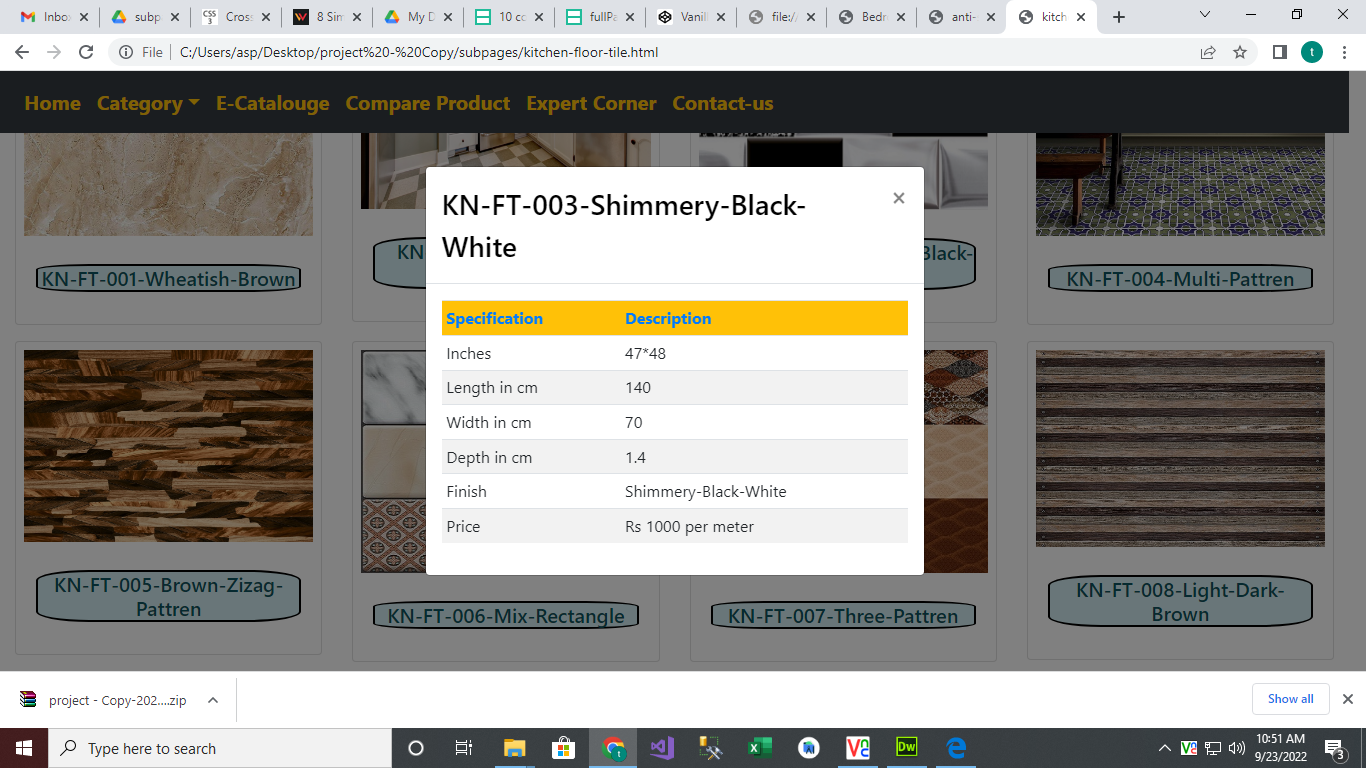 Inbox
subp
Cross
8 Sim
My D
10 co
fullPa
Vanill
file://
Bedr
anti-
kitch
File
C:/Users/asp/Desktop/project%20-%20Copy/subpages/kitchen-floor-tile.html
t
Home Category E-Catalouge Compare Product Expert Corner Contact-us
KN-FT-003-Shimmery-Black-
White
×
KN-FT-001-Wheatish-Brown
KN-FT-004-Multi-Pattren
Specification Description
Inches 47*48
Length in cm 140
Width in cm 70
Depth in cm 1.4
Finish Shimmery-Black-White
Price Rs 1000 per meter
KN-FT-005-Brown-Zizag-
Pattren
KN-FT-006-Mix-Rectangle
KN-FT-007-Three-Pattren
KN-FT-008-Light-Dark-
Brown
project - Copy-202....zip
Show all
Type here to search
10:51 AM
9/23/2022
3